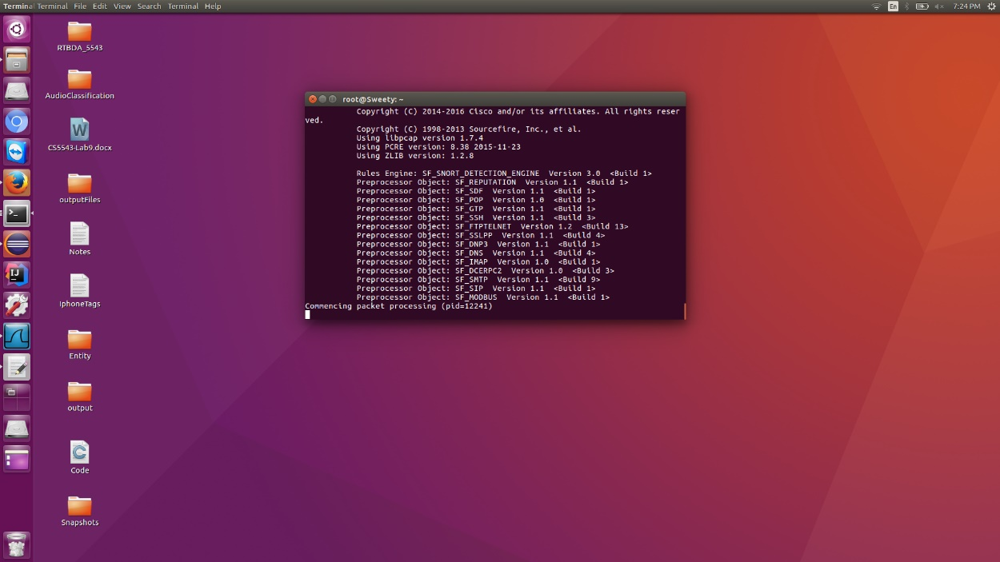 Terminal Terminal File Edit View Search Terminal Help
En
7:24 PM
RTBDA_5543
AudioClassification
W
CS5543-Lab9.docx
outputFiles
Notes
IphoneTags
Entity
output
C
Code
Snapshots
IJ
root@Sweety: ~
Copyright (C) 2014-2016 Cisco and/or its affiliates. All rights reser
ved.
Copyright (C) 1998-2013 Sourcefire, Inc., et al.
Using libpcap version 1.7.4
Using PCRE version: 8.38 2015-11-23
Using ZLIB version: 1.2.8
Rules Engine: SF_SNORT_DETECTION_ENGINE Version 3.0 <Build 1>
Preprocessor Object: SF_REPUTATION Version 1.1 <Build 1>
Preprocessor Object: SF_SDF Version 1.1 <Build 1>
Preprocessor Object: SF_POP Version 1.0 <Build 1>
Preprocessor Object: SF_GTP Version 1.1 <Build 1>
Preprocessor Object: SF_SSH Version 1.1 <Build 3>
Preprocessor Object: SF_FTPTELNET Version 1.2 <Build 13>
Preprocessor Object: SF_SSLPP Version 1.1 <Build 4>
Preprocessor Object: SF_DNP3 Version 1.1 <Build 1>
Preprocessor Object: SF_DNS Version 1.1 <Build 4>
Preprocessor Object: SF_IMAP Version 1.0 <Build 1>
Preprocessor Object: SF_DCERPC2 Version 1.0 <Build 3>
Preprocessor Object: SF_SMTP Version 1.1 <Build 9>
Preprocessor Object: SF_SIP Version 1.1 <Build 1>
Preprocessor Object: SF_MODBUS Version 1.1 <Build 1>
Commencing packet processing (pid=12241)